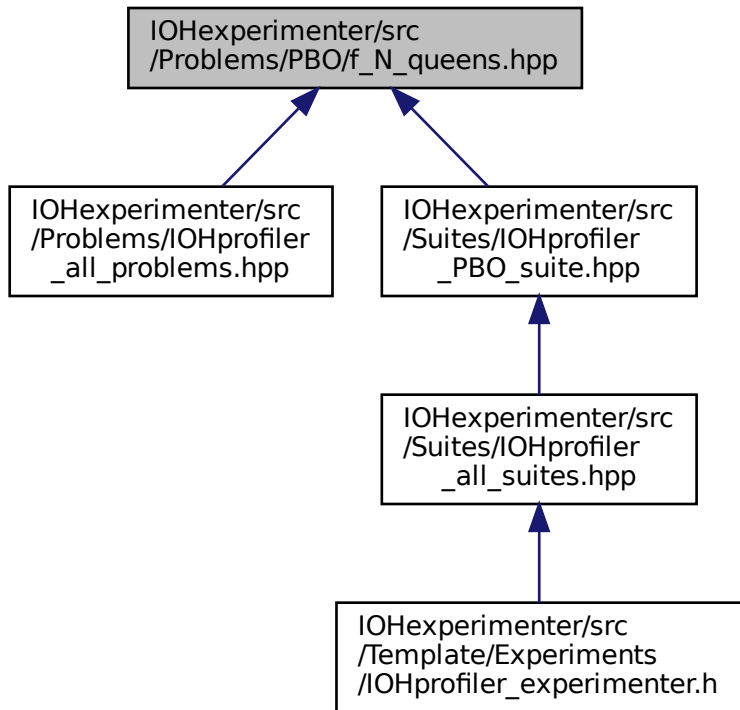 IOHexperimenter/src
/Problems/PBO/f_N_queens.hpp
IOHexperimenter/src
/Problems/IOHprofiler
_all_problems.hpp
IOHexperimenter/src
/Suites/IOHprofiler
_PBO_suite.hpp
IOHexperimenter/src
/Suites/IOHprofiler
_all_suites.hpp
IOHexperimenter/src
/Template/Experiments
/IOHprofiler_experimenter.h